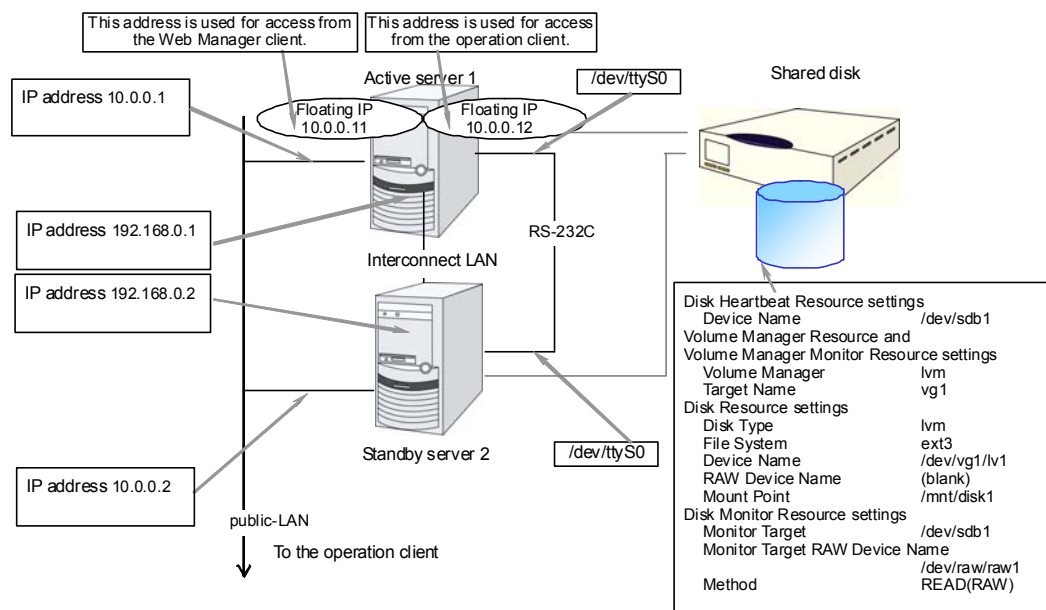 This address is used for access from
the Web Manager client.
This address is used for access
from the operation client.
Active server 1
/dev/ttyS0
Shared disk
IP address 10.0.0.1
Floating IP
10.0.0.11
Floating IP
10.0.0.12
IP address 192.168.0.1
RS-232C
Interconnect LAN
IP address 192.168.0.2
Standby server 2
/dev/ttyS0
IP address 10.0.0.2
public-LAN
To the operation client
Disk Heartbeat Resource settings
Device Name /dev/sdb1
Volume Manager Resource and
Volume Manager Monitor Resource settings
Volume Manager lvm
Target Name vg1
Disk Resource settings
Disk Type lvm
File System ext3
Device Name /dev/vg1/lv1
RAW Device Name (blank)
Mount Point /mnt/disk1
Disk Monitor Resource settings
Monitor Target /dev/sdb1
Monitor Target RAW Device Name
/dev/raw/raw1
Method READ(RAW)